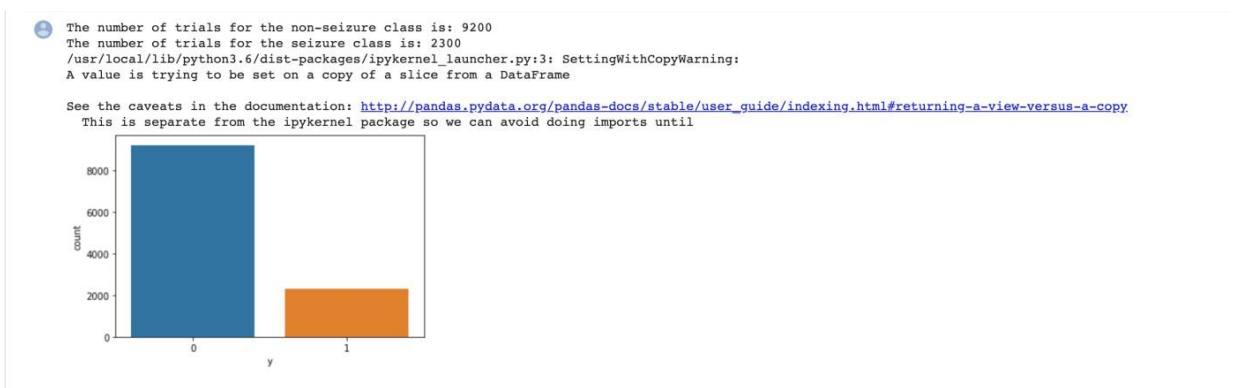 The number of trials for the non-seizure class is: 9200
The number of trials for the seizure class is: 2300
/usr/local/lib/python3.6/dist-packages/ipykernel_launcher.py:3: SettingWithCopyWarning:
A value is trying to be set on a copy of a slice from a DataFrame
See the caveats in the documentation: http://pandas.pydata.org/pandas-docs/stable/user_guide/indexing.html#returning-a-view-versus-a-copy
This is separate from the ipykernel package so we can avoid doing imports until
8000
6000
count
4000
2000
0
0 1
y